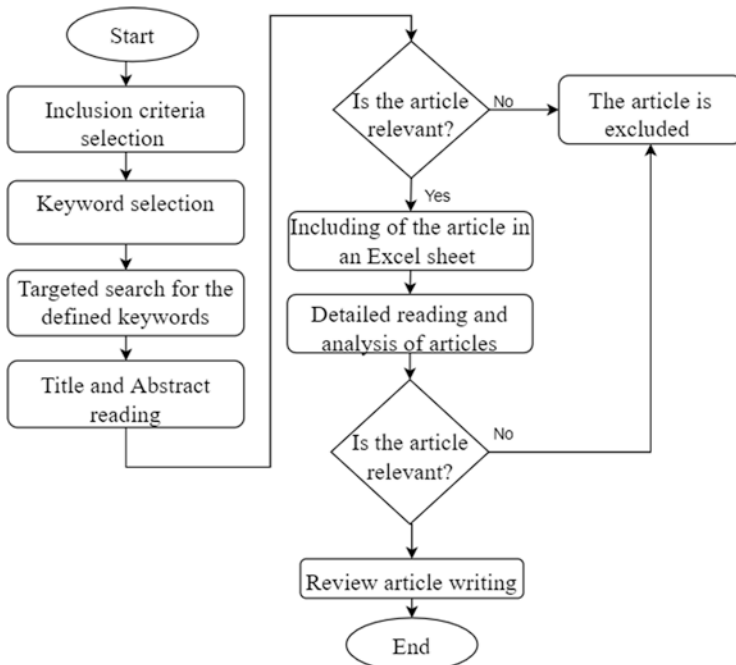 Start
Inclusion criteria
selection
Keyword selection
Targeted search for the
defined keywords
Title and Abstract
reading
Is the article
relevant?
No
The article is
excluded
Yes
Including of the article in
an Excel sheet
Detailed reading and
analysis of articles
Is the article
relevant?
No
Review article writing
End